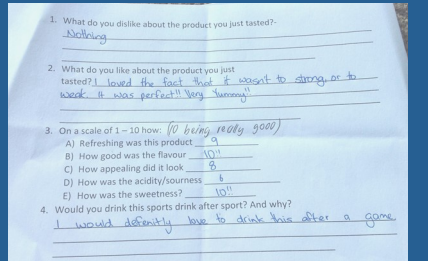 1. What do you dislike about the product you just tasted?-
Nothing
2. What do you like about the product you just
tasted? I loved the fact that it wasn't to strong, or to
weak. It was perfect!! Very Yummy!!
3. On a scale of 1 – 10 how: (10 being really good)
A) Refreshing was this product 9
B) How good was the flavour 10!!
C) How appealing did it look 8
D) How was the acidity/sourness 6
E) How was the sweetness? 10!!
4. Would you drink this sports drink after sport? And why?
I would defenitly love to drink this after a game